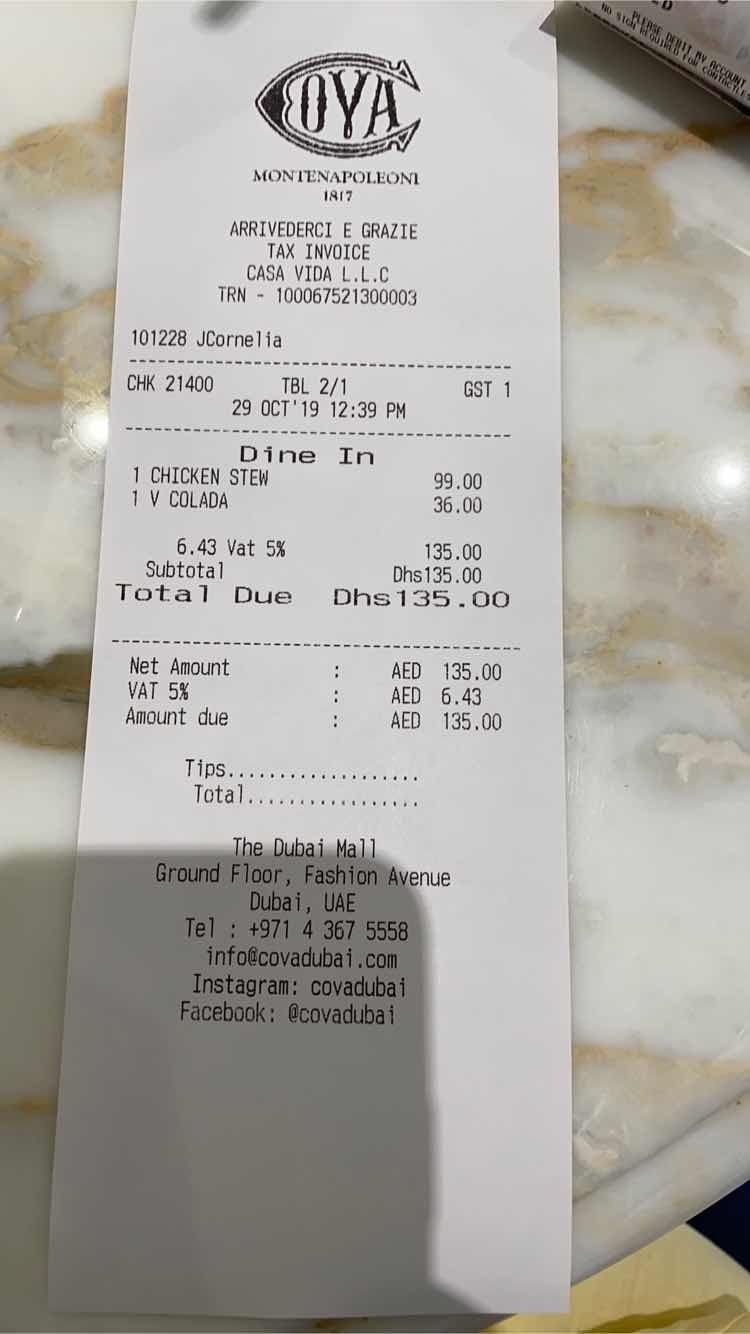 COVA
MONTENAPOLEONI
1817
ARRIVEDERCI E GRAZIE
TAX INVOICE
CASA VIDA L.L.C
TRN - 100067521300003
101228 JCornelia
CHK 21400 TBL 2/1 GST 1
29 OCT'19 12:39 PM
Dine In
1 CHICKEN STEW 99.00
1 V COLADA 36.00
6.43 Vat 5% 135.00
Subtotal Dhs135.00
Total Due Dhs135.00
Net Amount : AED 135.00
VAT 5% : AED 6.43
Amount due : AED 135.00
Tips...................
Total.................
The Dubai Mall
Ground Floor, Fashion Avenue
Dubai, UAE
Tel : +971 4 367 5558
info@covadubai.com
Instagram: covadubai
Facebook: @covadubai
PLEASE DEBIT MY ACCOUNT
NO SIGN REQUIRED FOR